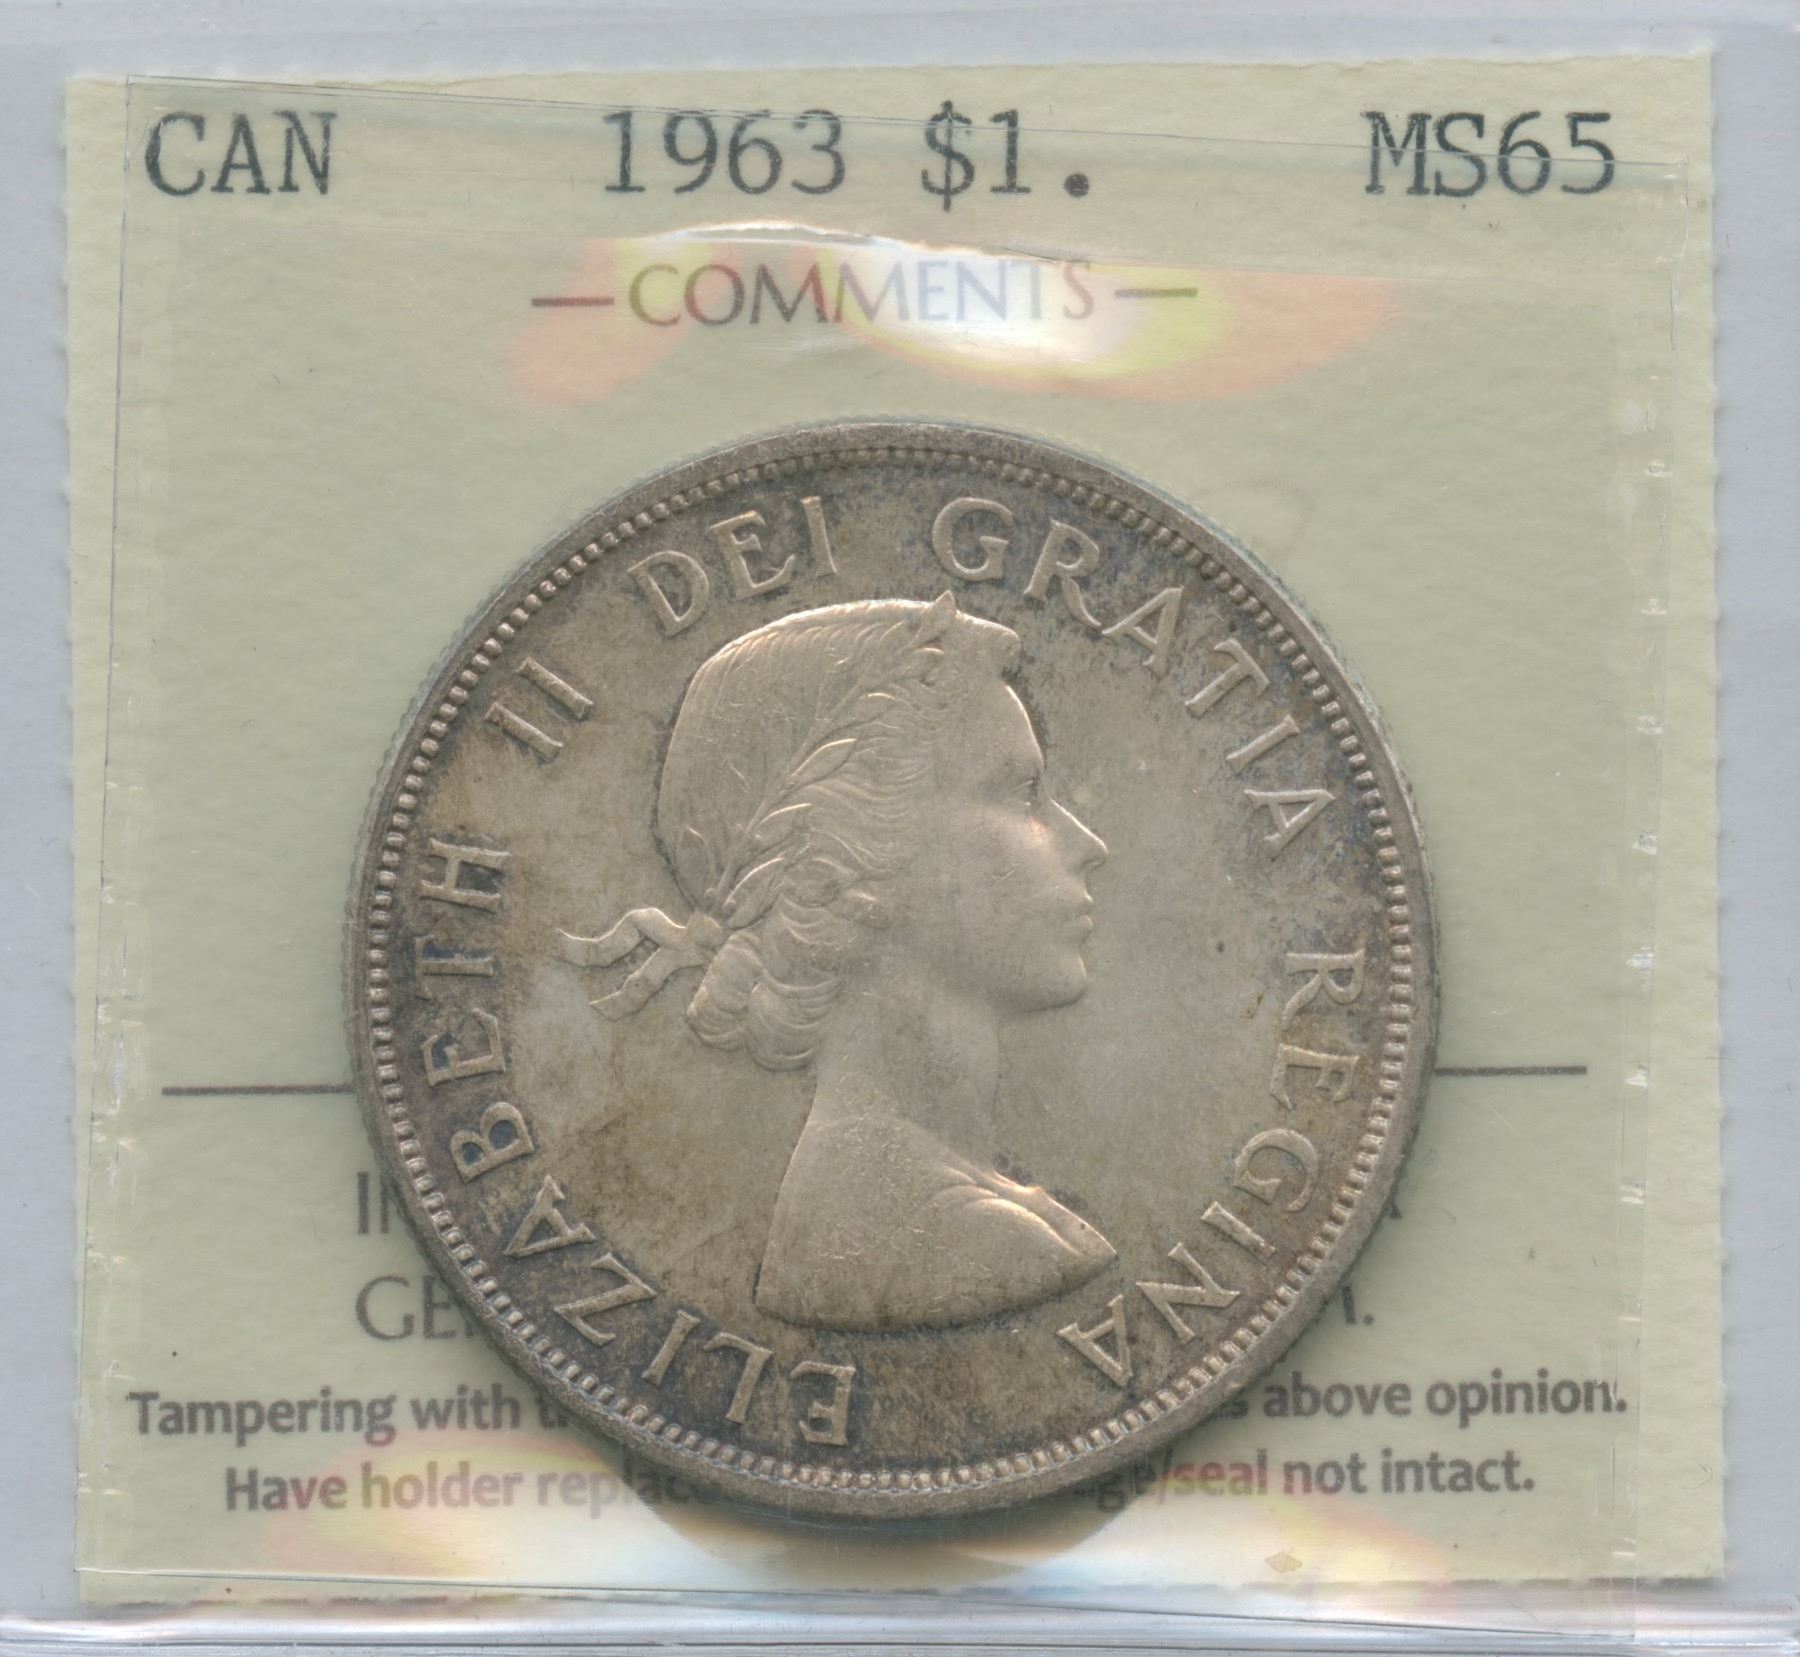 CAN 1963 $1. MS65
COMMENTS
ELIZABETH II DEI GRATIA REGINA
Tampering with above opinion.
Have holder seal not intact.